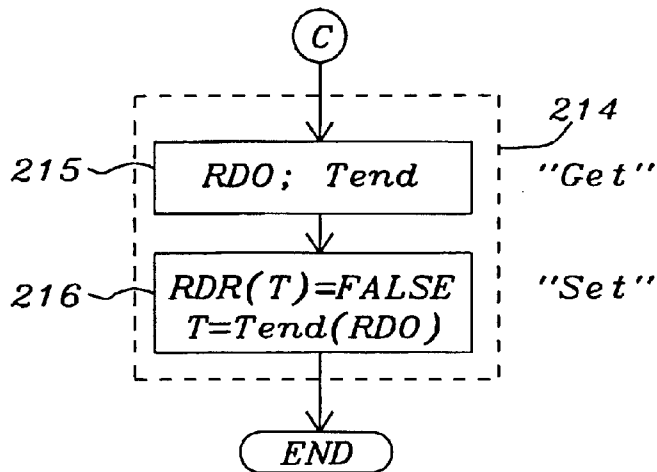 C
214
215
RDO; Tend
"Get"
216
RDR(T)=FALSE
T=Tend(RDO)
"Set"
END